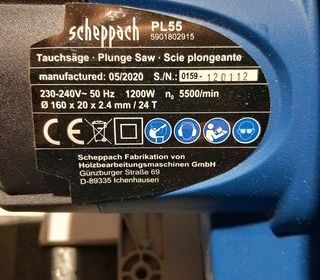 scheppach PL55
5901802915
Tauchsäge - Plunge Saw - Scie plongeante
manufactured: 05/2020 S./N.: 0159- 120112
230-240V~ 50 Hz 1200W n₀ 5500/min
Ø 160 x 20 x 2.4 mm / 24 T
CE
Scheppach Fabrikation von
Holzbearbeitungsmaschinen GmbH
Günzburger Straße 69
D-89335 Ichenhausen